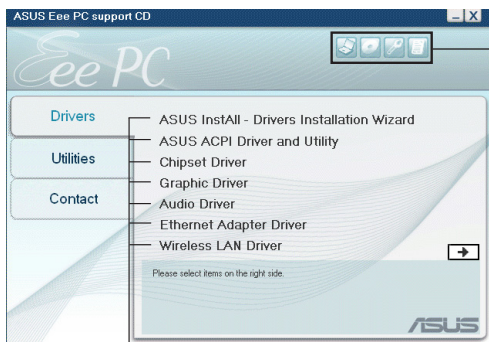 ASUS Eee PC support CD
Eee PC
Drivers
Utilities
Contact
ASUS InstAll - Drivers Installation Wizard
ASUS ACPI Driver and Utility
Chipset Driver
Graphic Driver
Audio Driver
Ethernet Adapter Driver
Wireless LAN Driver
Please select items on the right side.
ASUS